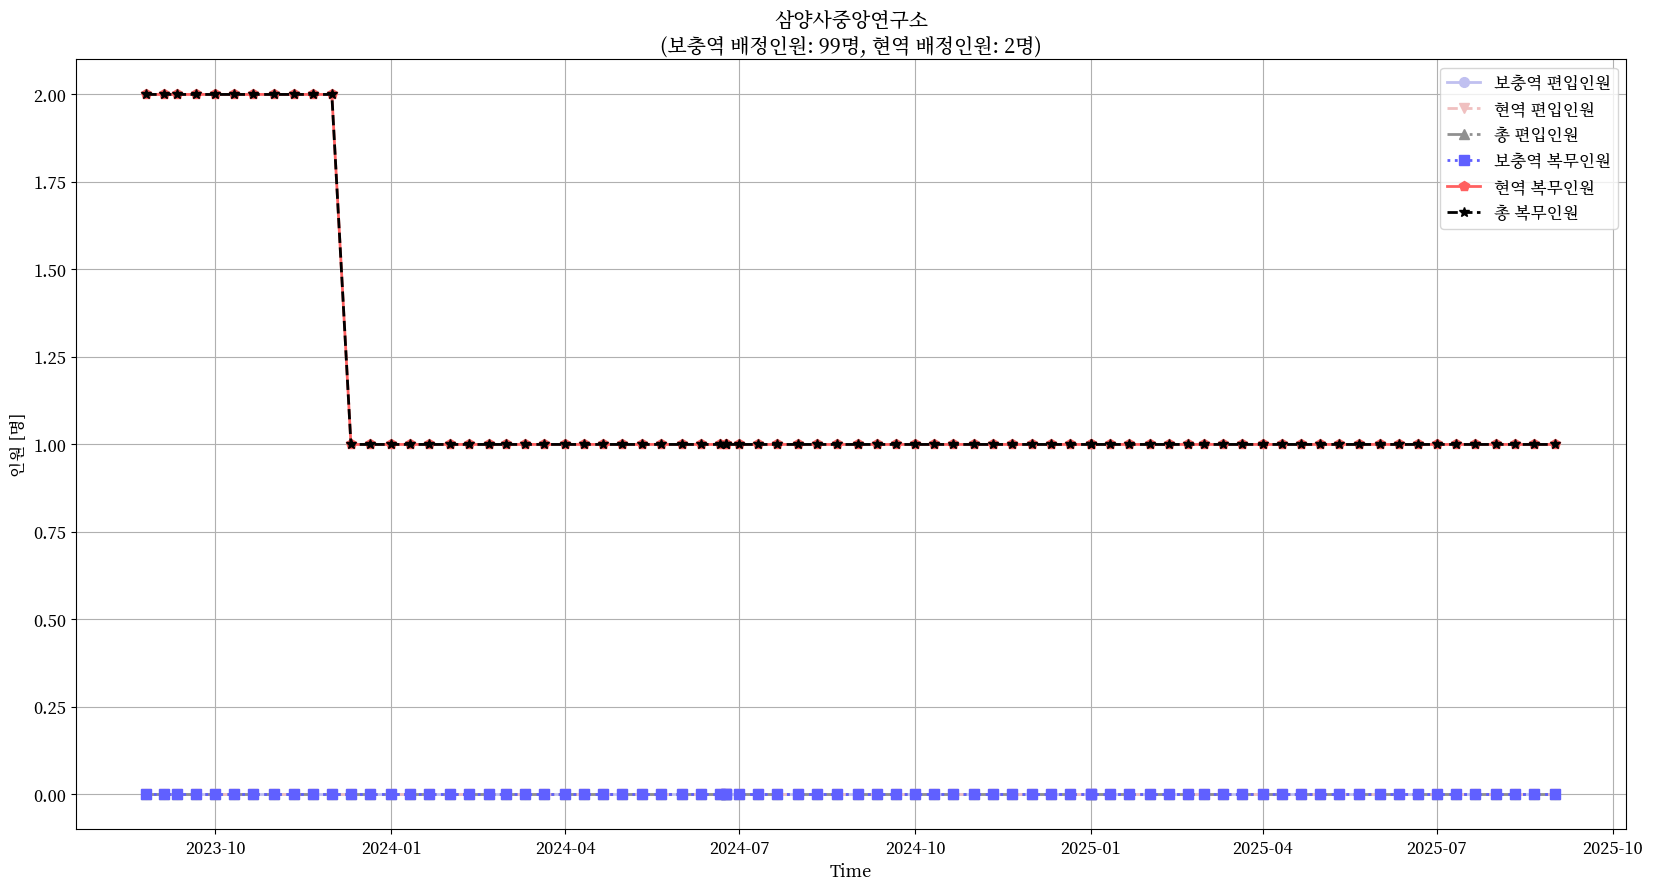 삼양사중앙연구소
(보충역 배정인원: 99명, 현역 배정인원: 2명)
보충역 편입인원
현역 편입인원
총 편입인원
보충역 복무인원
현역 복무인원
총 복무인원
인원 [명]
2.00
1.75
1.50
1.25
1.00
0.75
0.50
0.25
0.00
2023-10
2024-01
2024-04
2024-07
2024-10
2025-01
2025-04
2025-07
2025-10
Time